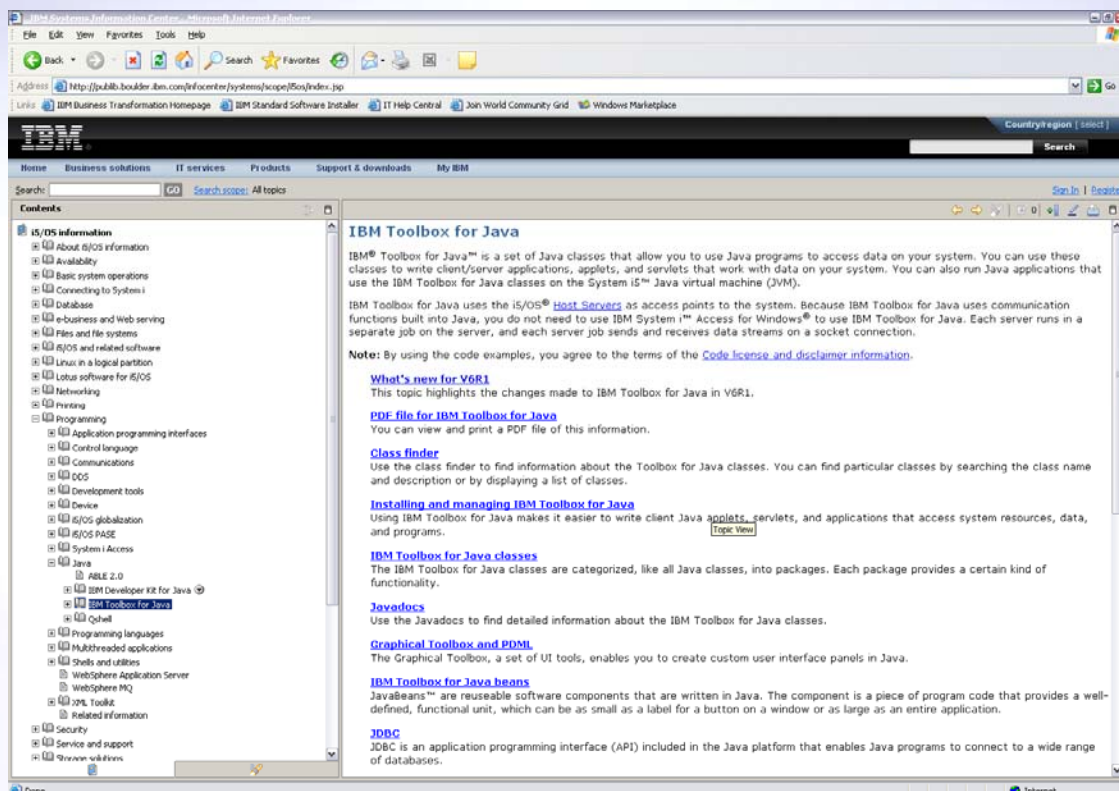 IBM Systems Information Center - Microsoft Internet Explorer
File Edit View Favorites Tools Help
Back Search Favorites
Address http://publib.boulder.ibm.com/infocenter/systems/scope/i5os/index.jsp Go
Links IBM Business Transformation Homepage IBM Standard Software Installer IT Help Central Join World Community Grid Windows Marketplace
Country/region [ select ]
IBM®
Search
Home Business solutions IT services Products Support & downloads My IBM
Search: GO Search scope: All topics Sign In | Registe
Contents
i5/OS information
About i5/OS information
Availability
Basic system operations
Connecting to System i
Database
e-business and Web serving
Files and file systems
i5/OS and related software
Linux in a logical partition
Lotus software for i5/OS
Networking
Printing
Programming
Application programming interfaces
Control language
Communications
DDS
Development tools
Device
i5/OS globalization
i5/OS PASE
System i Access
Java
ABLE 2.0
IBM Developer Kit for Java
IBM Toolbox for Java
Qshell
Programming languages
Multithreaded applications
Shells and utilities
WebSphere Application Server
WebSphere MQ
XML Toolkit
Related information
Security
Service and support
Storage solutions
IBM Toolbox for Java
IBM® Toolbox for Java™ is a set of Java classes that allow you to use Java programs to access data on your system. You can use these
classes to write client/server applications, applets, and servlets that work with data on your system. You can also run Java applications that
use the IBM Toolbox for Java classes on the System i5™ Java virtual machine (JVM).
IBM Toolbox for Java uses the i5/OS® Host Servers as access points to the system. Because IBM Toolbox for Java uses communication
functions built into Java, you do not need to use IBM System i™ Access for Windows® to use IBM Toolbox for Java. Each server runs in a
separate job on the server, and each server job sends and receives data streams on a socket connection.
Note: By using the code examples, you agree to the terms of the Code license and disclaimer information.
What's new for V6R1
This topic highlights the changes made to IBM Toolbox for Java in V6R1.
PDF file for IBM Toolbox for Java
You can view and print a PDF file of this information.
Class finder
Use the class finder to find information about the Toolbox for Java classes. You can find particular classes by searching the class name
and description or by displaying a list of classes.
Installing and managing IBM Toolbox for Java
Using IBM Toolbox for Java makes it easier to write client Java applets, servlets, and applications that access system resources, data,
and programs.
Topic View
IBM Toolbox for Java classes
The IBM Toolbox for Java classes are categorized, like all Java classes, into packages. Each package provides a certain kind of
functionality.
Javadocs
Use the Javadocs to find detailed information about the IBM Toolbox for Java classes.
Graphical Toolbox and PDML
The Graphical Toolbox, a set of UI tools, enables you to create custom user interface panels in Java.
IBM Toolbox for Java beans
JavaBeans™ are reuseable software components that are written in Java. The component is a piece of program code that provides a well-
defined, functional unit, which can be as small as a label for a button on a window or as large as an entire application.
JDBC
JDBC is an application programming interface (API) included in the Java platform that enables Java programs to connect to a wide range
of databases.
Done Internet